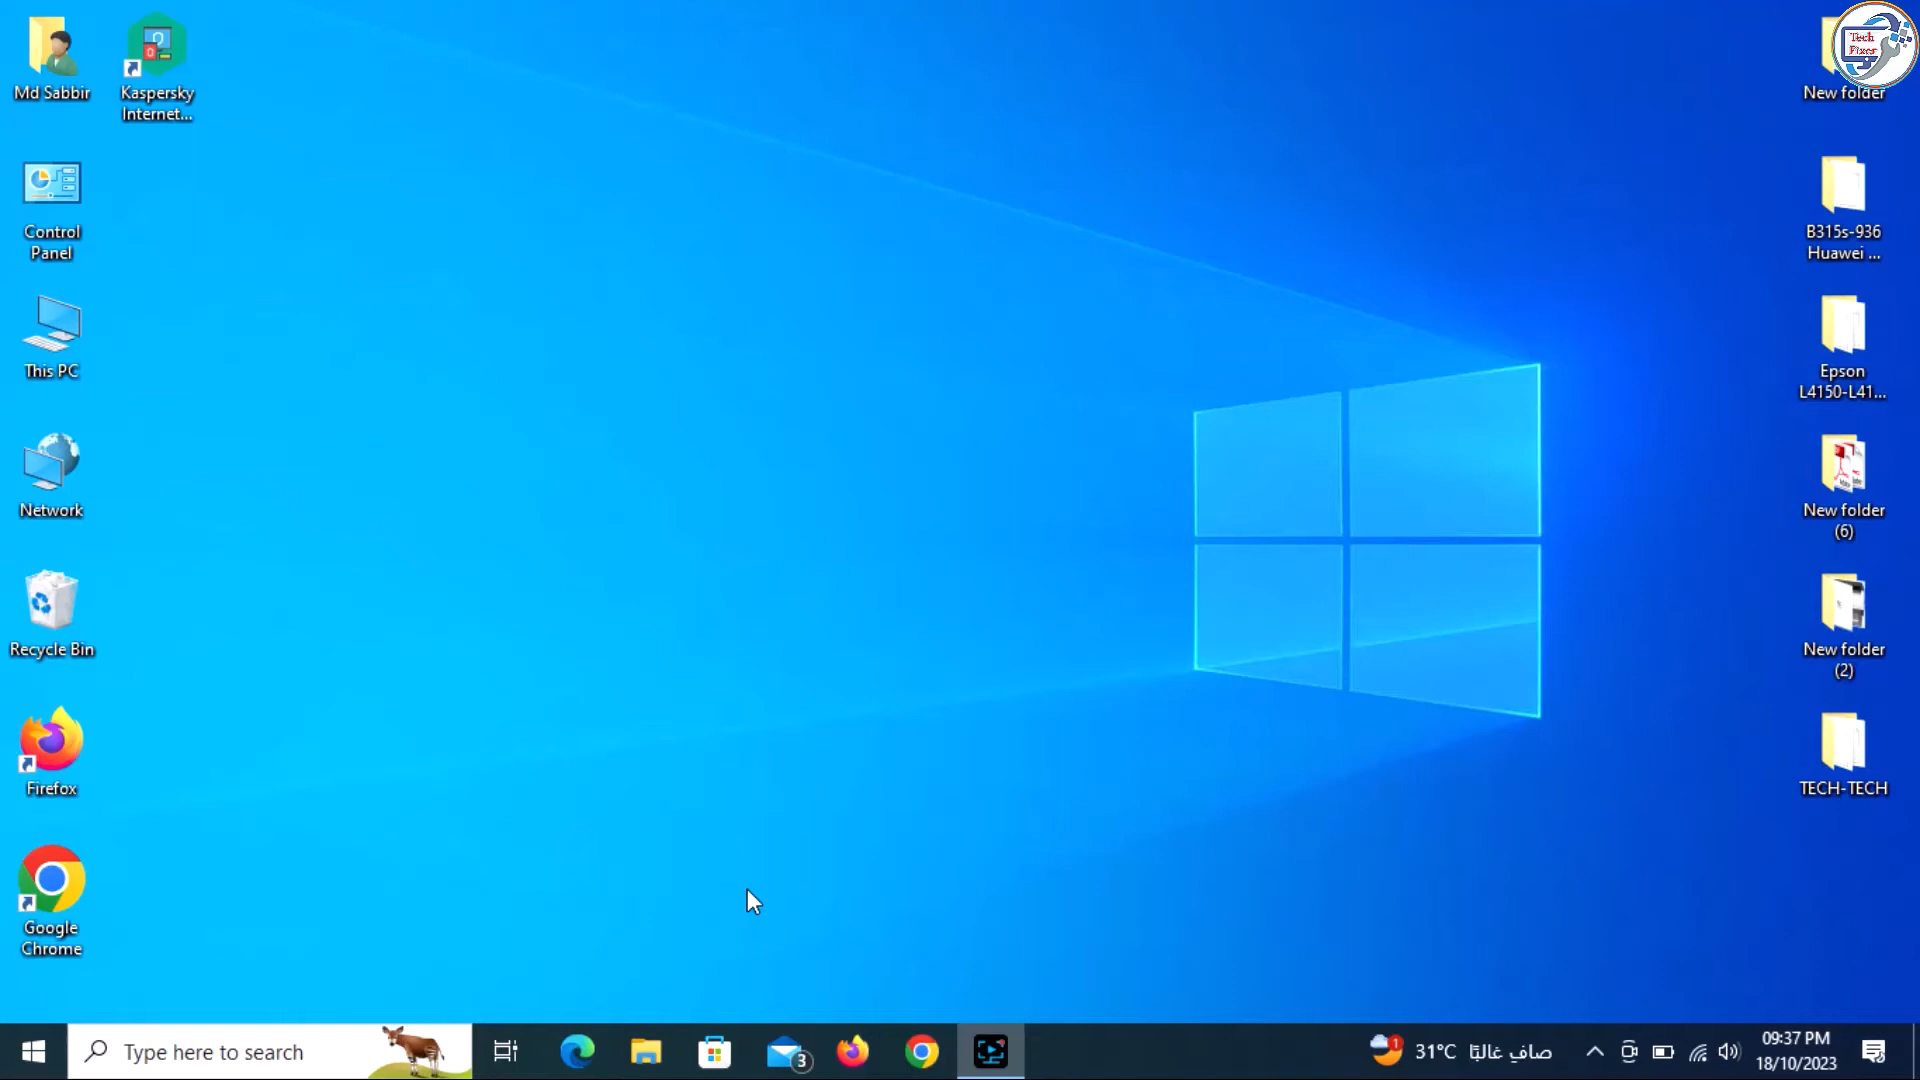 Md Sabbir
Kaspersky
Internet...
Control
Panel
This PC
Network
Recycle Bin
Firefox
Google
Chrome
Tech
Fixer
New folder
B315s-936
Huawei ...
Epson
L4150-L41...
New folder
(6)
New folder
(2)
TECH-TECH
Type here to search
3
1
31°C صافٍ غالبًا
09:37 PM
18/10/2023